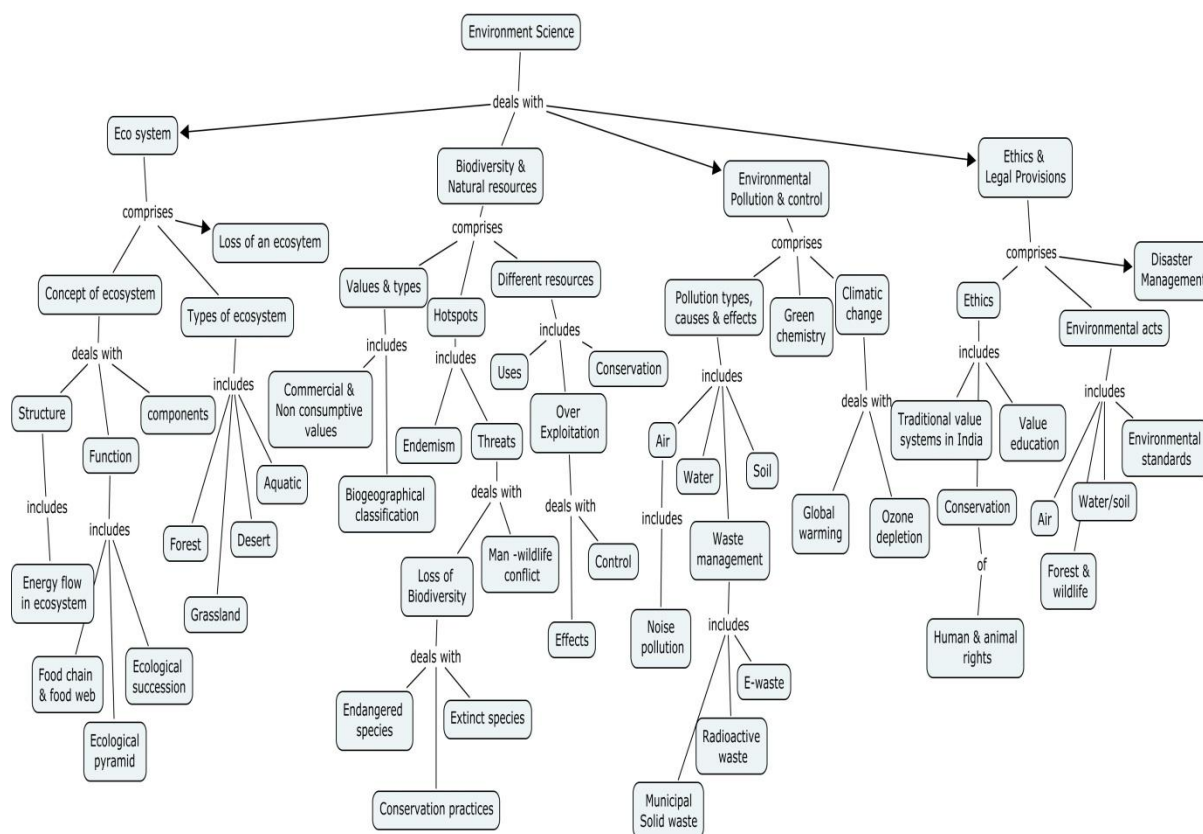 Environment Science
deals with
Eco system
Biodiversity &
Natural resources
Environmental
Pollution & control
Ethics &
Legal Provisions
comprises
Loss of an ecosytem
Concept of ecosystem
Types of ecosystem
deals with
Structure
Function
components
includes
Energy flow
in ecosystem
includes
Food chain
& food web
Ecological
pyramid
Ecological
succession
includes
Forest
Grassland
Desert
Aquatic
comprises
Values & types
Hotspots
Different resources
includes
Commercial &
Non consumptive
values
Biogeographical
classification
includes
Endemism
Threats
deals with
Loss of
Biodiversity
Man -wildlife
conflict
deals with
Endangered
species
Conservation practices
Extinct species
includes
Uses
Over
Exploitation
Conservation
deals with
Effects
Control
comprises
Pollution types,
causes & effects
Green
chemistry
Climatic
change
includes
Air
Water
Soil
includes
Noise
pollution
Waste
management
includes
Municipal
Solid waste
Radioactive
waste
E-waste
deals with
Global
warming
Ozone
depletion
comprises
Ethics
Environmental acts
Disaster
Management
includes
Traditional value
systems in India
Value
education
Conservation
of
Human & animal
rights
includes
Air
Forest &
wildlife
Water/soil
Environmental
standards